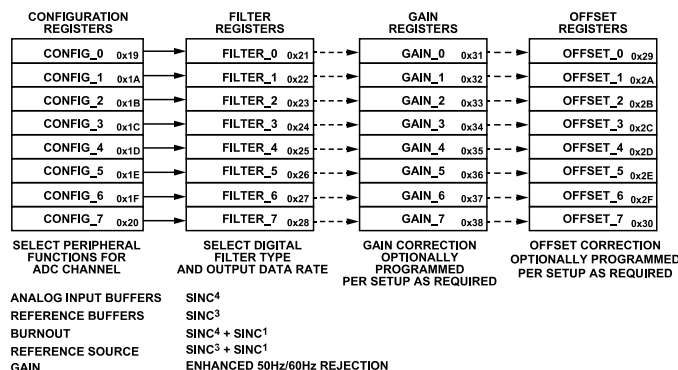 CONFIGURATION REGISTERS
FILTER REGISTERS
GAIN REGISTERS
OFFSET REGISTERS
CONFIG_0 0x19 FILTER_0 0x21 GAIN_0 0x31 OFFSET_0 0x29
CONFIG_1 0x1A FILTER_1 0x22 GAIN_1 0x32 OFFSET_1 0x2A
CONFIG_2 0x1B FILTER_2 0x23 GAIN_2 0x33 OFFSET_2 0x2B
CONFIG_3 0x1C FILTER_3 0x24 GAIN_3 0x34 OFFSET_3 0x2C
CONFIG_4 0x1D FILTER_4 0x25 GAIN_4 0x35 OFFSET_4 0x2D
CONFIG_5 0x1E FILTER_5 0x26 GAIN_5 0x36 OFFSET_5 0x2E
CONFIG_6 0x1F FILTER_6 0x27 GAIN_6 0x37 OFFSET_6 0x2F
CONFIG_7 0x20 FILTER_7 0x28 GAIN_7 0x38 OFFSET_7 0x30
SELECT PERIPHERAL
FUNCTIONS FOR
ADC CHANNEL
SELECT DIGITAL
FILTER TYPE
AND OUTPUT DATA RATE
GAIN CORRECTION
OPTIONALLY
PROGRAMMED
PER SETUP AS REQUIRED
OFFSET CORRECTION
OPTIONALLY PROGRAMMED
PER SETUP AS REQUIRED
ANALOG INPUT BUFFERS
REFERENCE BUFFERS
BURNOUT
REFERENCE SOURCE
GAIN
SINC⁴
SINC³
SINC⁴ + SINC¹
SINC³ + SINC¹
ENHANCED 50Hz/60Hz REJECTION